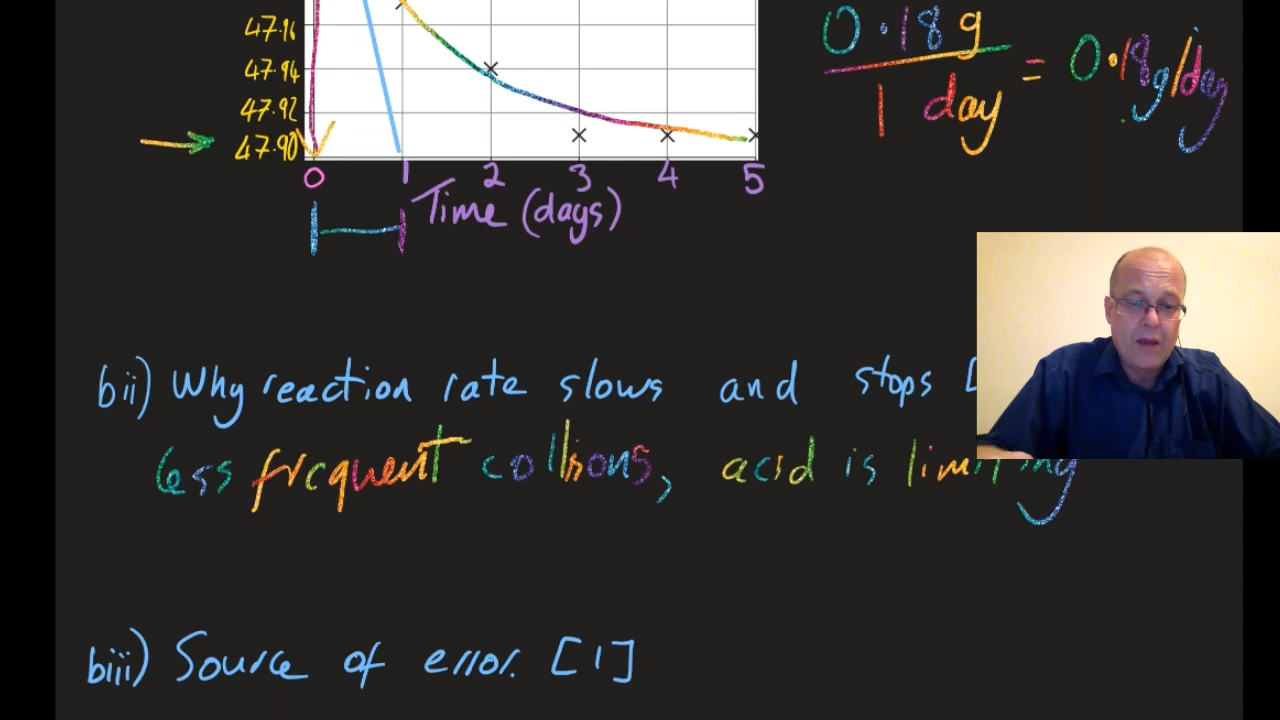 47.96
47.94
47.92
47.90
0 1 2 3 4 5
Time (days)
0.18g
1 day
= 0.18g/day
bii) Why reaction rate slows and stops [
less frequent collisions, acid is limiting
biii) Source of error. [1]